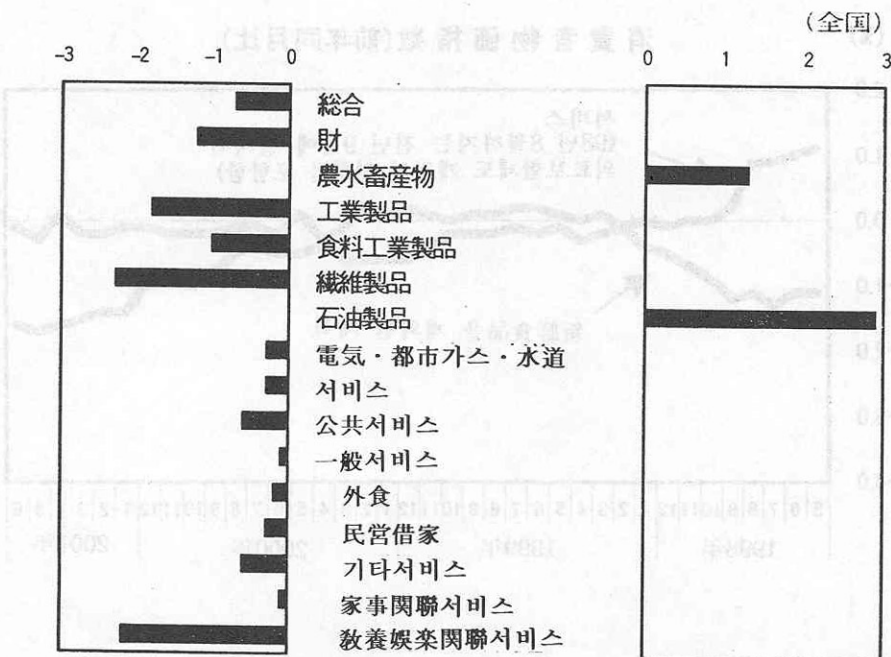 (全国)
-3 -2 -1 0 0 1 2 3
総合
財
農水畜産物
工業製品
食料工業製品
繊維製品
石油製品
電気・都市가스・水道
서비스
公共서비스
一般서비스
外食
民営借家
기타서비스
家事関聯서비스
教養娯楽関聯서비스